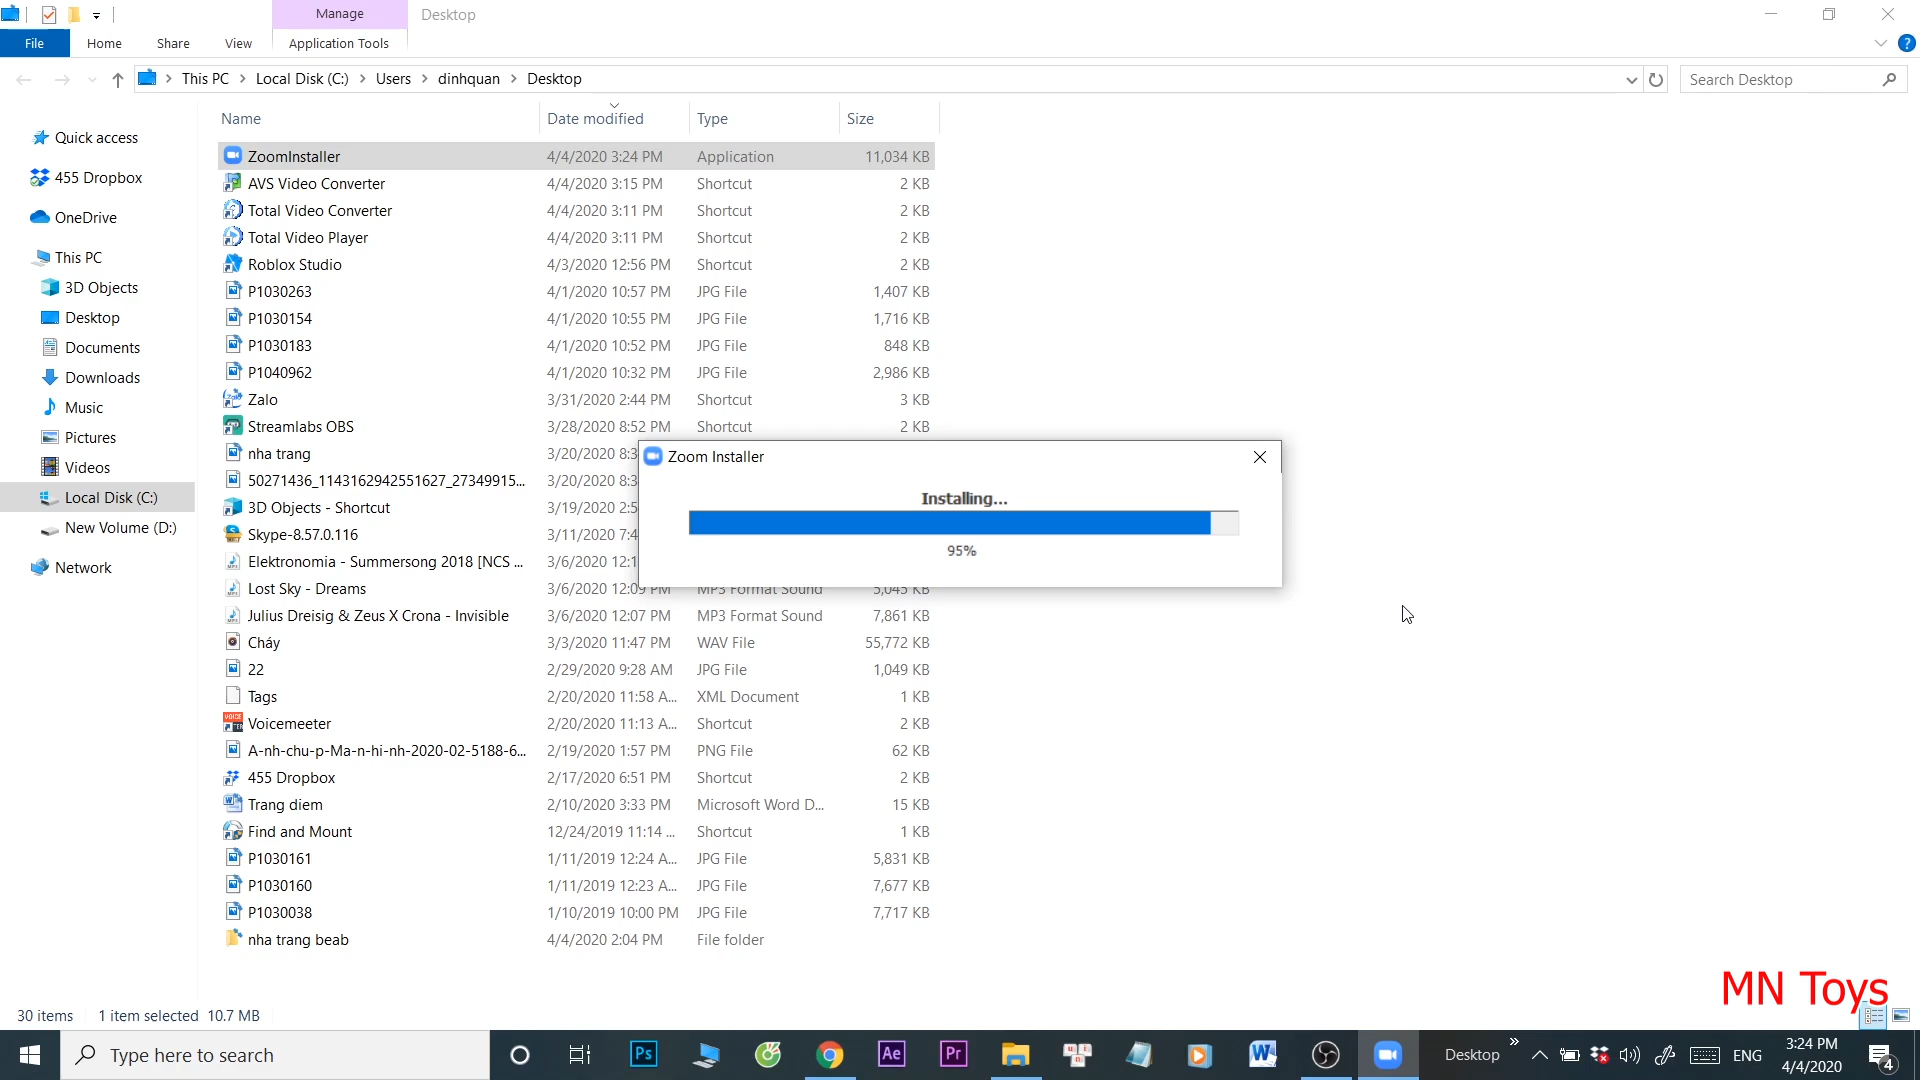 Manage
Desktop
File
Home
Share
View
Application Tools
This PC
Local Disk (C:)
Users
dinhquan
Desktop
Search Desktop
Name
Date modified
Type
Size
Quick access
455 Dropbox
OneDrive
This PC
3D Objects
Desktop
Documents
Downloads
Music
Pictures
Videos
Local Disk (C:)
New Volume (D:)
Network
ZoomInstaller 4/4/2020 3:24 PM Application 11,034 KB
AVS Video Converter 4/4/2020 3:15 PM Shortcut 2 KB
Total Video Converter 4/4/2020 3:11 PM Shortcut 2 KB
Total Video Player 4/4/2020 3:11 PM Shortcut 2 KB
Roblox Studio 4/3/2020 12:56 PM Shortcut 2 KB
P1030263 4/1/2020 10:57 PM JPG File 1,407 KB
P1030154 4/1/2020 10:55 PM JPG File 1,716 KB
P1030183 4/1/2020 10:52 PM JPG File 848 KB
P1040962 4/1/2020 10:32 PM JPG File 2,986 KB
Zalo 3/31/2020 2:44 PM Shortcut 3 KB
Streamlabs OBS 3/28/2020 8:52 PM Shortcut 2 KB
nha trang 3/20/2020 8:3
50271436_1143162942551627_27349915... 3/20/2020 8:3
3D Objects - Shortcut 3/19/2020 2:5
Skype-8.57.0.116 3/11/2020 7:4
Elektronomia - Summersong 2018 [NCS ... 3/6/2020 12:1
Lost Sky - Dreams 3/6/2020 12:09 PM MP3 Format Sound 5,045 KB
Julius Dreisig & Zeus X Crona - Invisible 3/6/2020 12:07 PM MP3 Format Sound 7,861 KB
Cháy 3/3/2020 11:47 PM WAV File 55,772 KB
22 2/29/2020 9:28 AM JPG File 1,049 KB
Tags 2/20/2020 11:58 A... XML Document 1 KB
Voicemeeter 2/20/2020 11:13 A... Shortcut 2 KB
A-nh-chu-p-Ma-n-hi-nh-2020-02-5188-6... 2/19/2020 1:57 PM PNG File 62 KB
455 Dropbox 2/17/2020 6:51 PM Shortcut 2 KB
Trang diem 2/10/2020 3:33 PM Microsoft Word D... 15 KB
Find and Mount 12/24/2019 11:14 ... Shortcut 1 KB
P1030161 1/11/2019 12:24 A... JPG File 5,831 KB
P1030160 1/11/2019 12:23 A... JPG File 7,677 KB
P1030038 1/10/2019 10:00 PM JPG File 7,717 KB
nha trang beab 4/4/2020 2:04 PM File folder
Zoom Installer
Installing...
95%
MN Toys
30 items 1 item selected 10.7 MB
Type here to search
Ps
Ae
Pr
Desktop
ENG
3:24 PM
4/4/2020
4